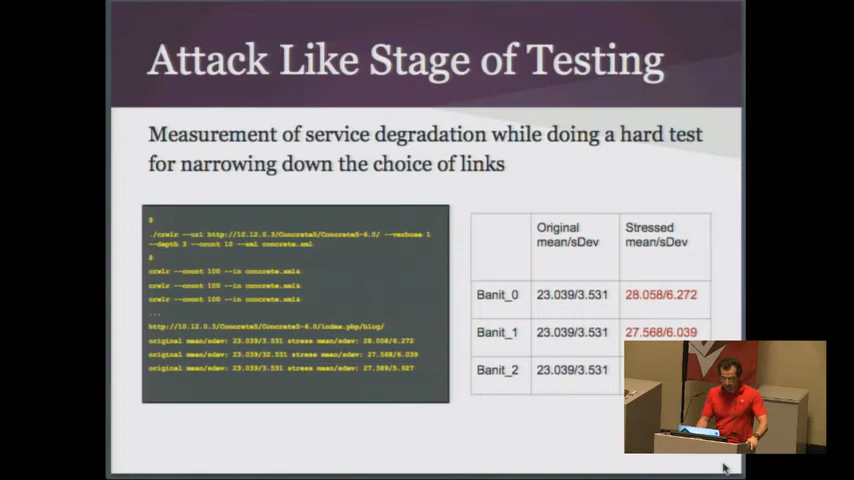 Attack Like Stage of Testing
Measurement of service degradation while doing a hard test
for narrowing down the choice of links
$
./crwlr --url http://10.12.0.3/Concrete5/Concrete5-6.0/ --verbose 1
--depth 3 --count 10 --xml concrete.xml
$
crwlr --count 100 --in concrete.xml&
crwlr --count 100 --in concrete.xml&
crwlr --count 100 --in concrete.xml&
...
http://10.12.0.3/Concrete5/Concrete5-6.0/index.php/blog/
original mean/sdev: 23.039/3.531 stress mean/sdev: 28.058/6.272
original mean/sdev: 23.039/32.531 stress mean/sdev: 27.568/6.039
original mean/sdev: 23.039/3.531 stress mean/sdev: 27.389/5.927
Original mean/sDev
Stressed mean/sDev
Banit_0 23.039/3.531 28.058/6.272
Banit_1 23.039/3.531 27.568/6.039
Banit_2 23.039/3.531